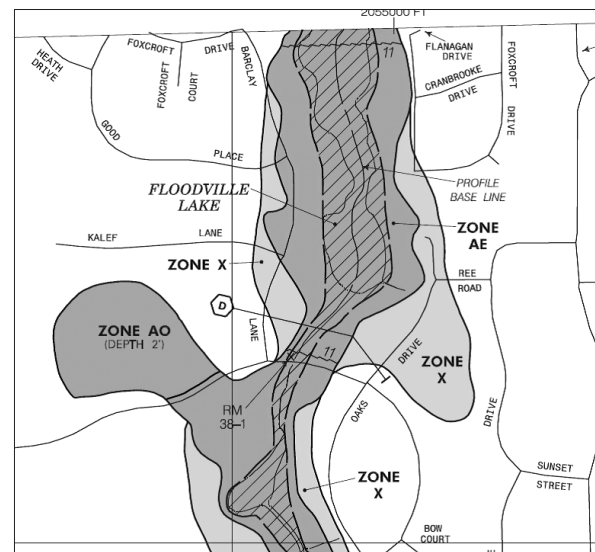 2055000 FT
FOXCROFT DRIVE
HEATH DRIVE
FOXCROFT COURT
BARCLAY
11
FLANAGAN
DRIVE
CRANBROOKE
DRIVE
FOXCROFT DRIVE
GOOD
PLACE
FLOODVILLE
LAKE
PROFILE
BASE LINE
ZONE
AE
KALEF LANE
ZONE X
REE
ROAD
D
ZONE AO
(DEPTH 2')
LANE
11
DRIVE
ZONE
X
RM
38-1
OAKS
DRIVE
SUNSET
STREET
ZONE
X
BOW
COURT